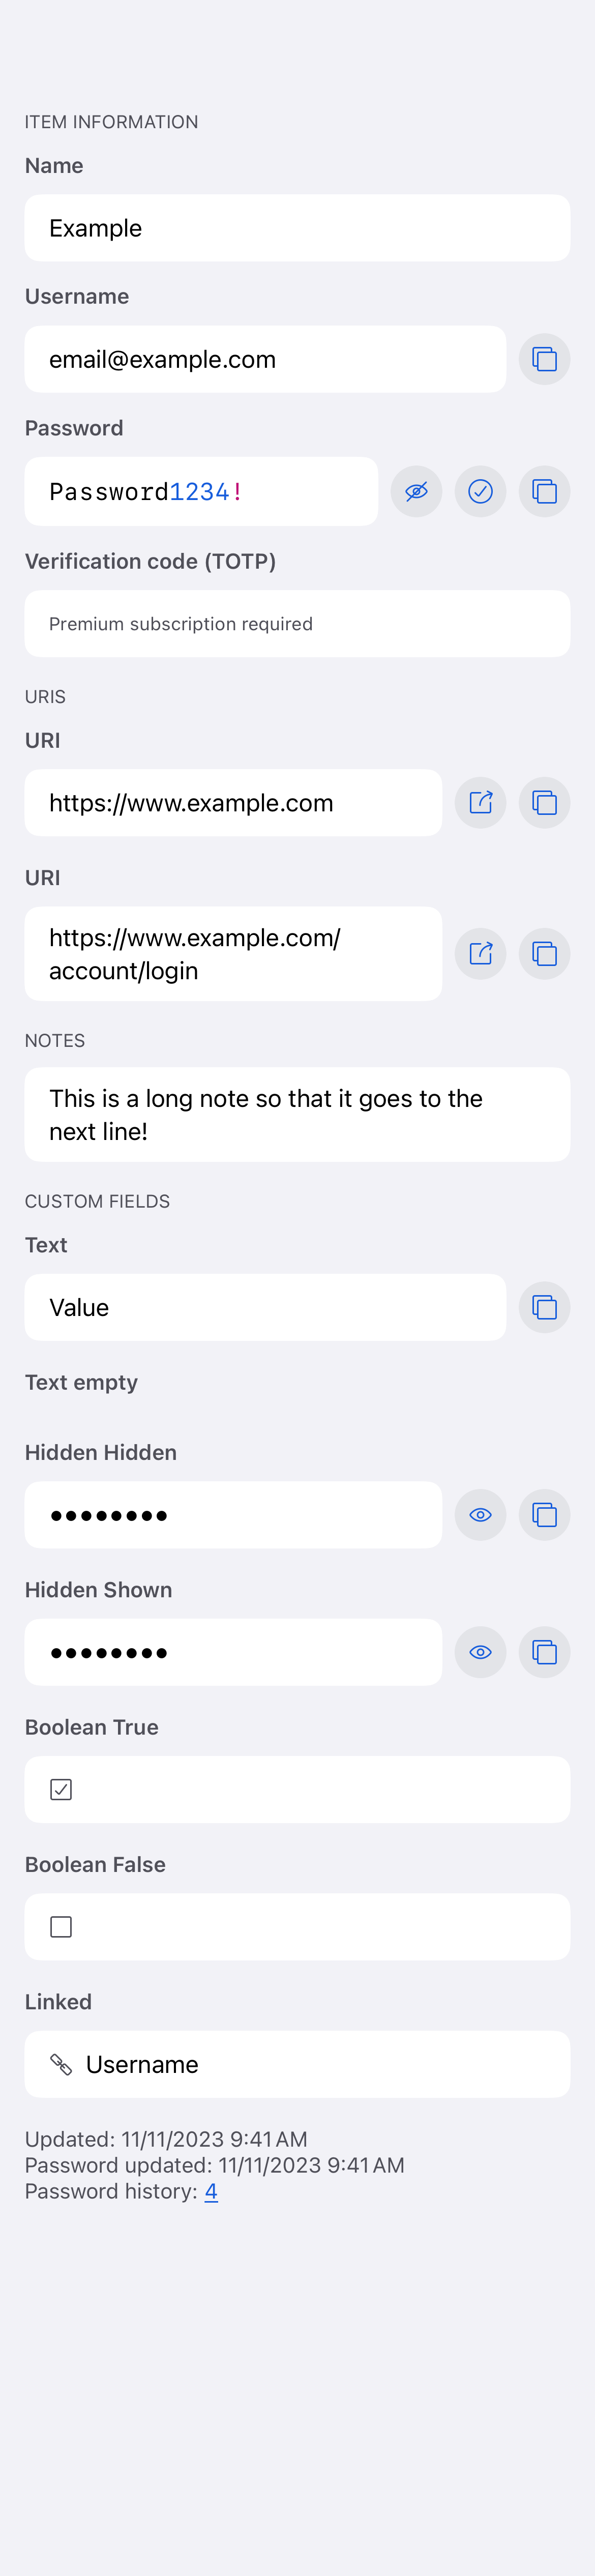 ITEM INFORMATION
Name
Example
Username
email@example.com
Password
Password1234!
Verification code (TOTP)
Premium subscription required
URIS
URI
https://www.example.com
URI
https://www.example.com/
account/login
NOTES
This is a long note so that it goes to the
next line!
CUSTOM FIELDS
Text
Value
Text empty
Hidden Hidden
••••••••
Hidden Shown
••••••••
Boolean True
Boolean False
Linked
Username
Updated: 11/11/2023 9:41 AM
Password updated: 11/11/2023 9:41 AM
Password history: 4